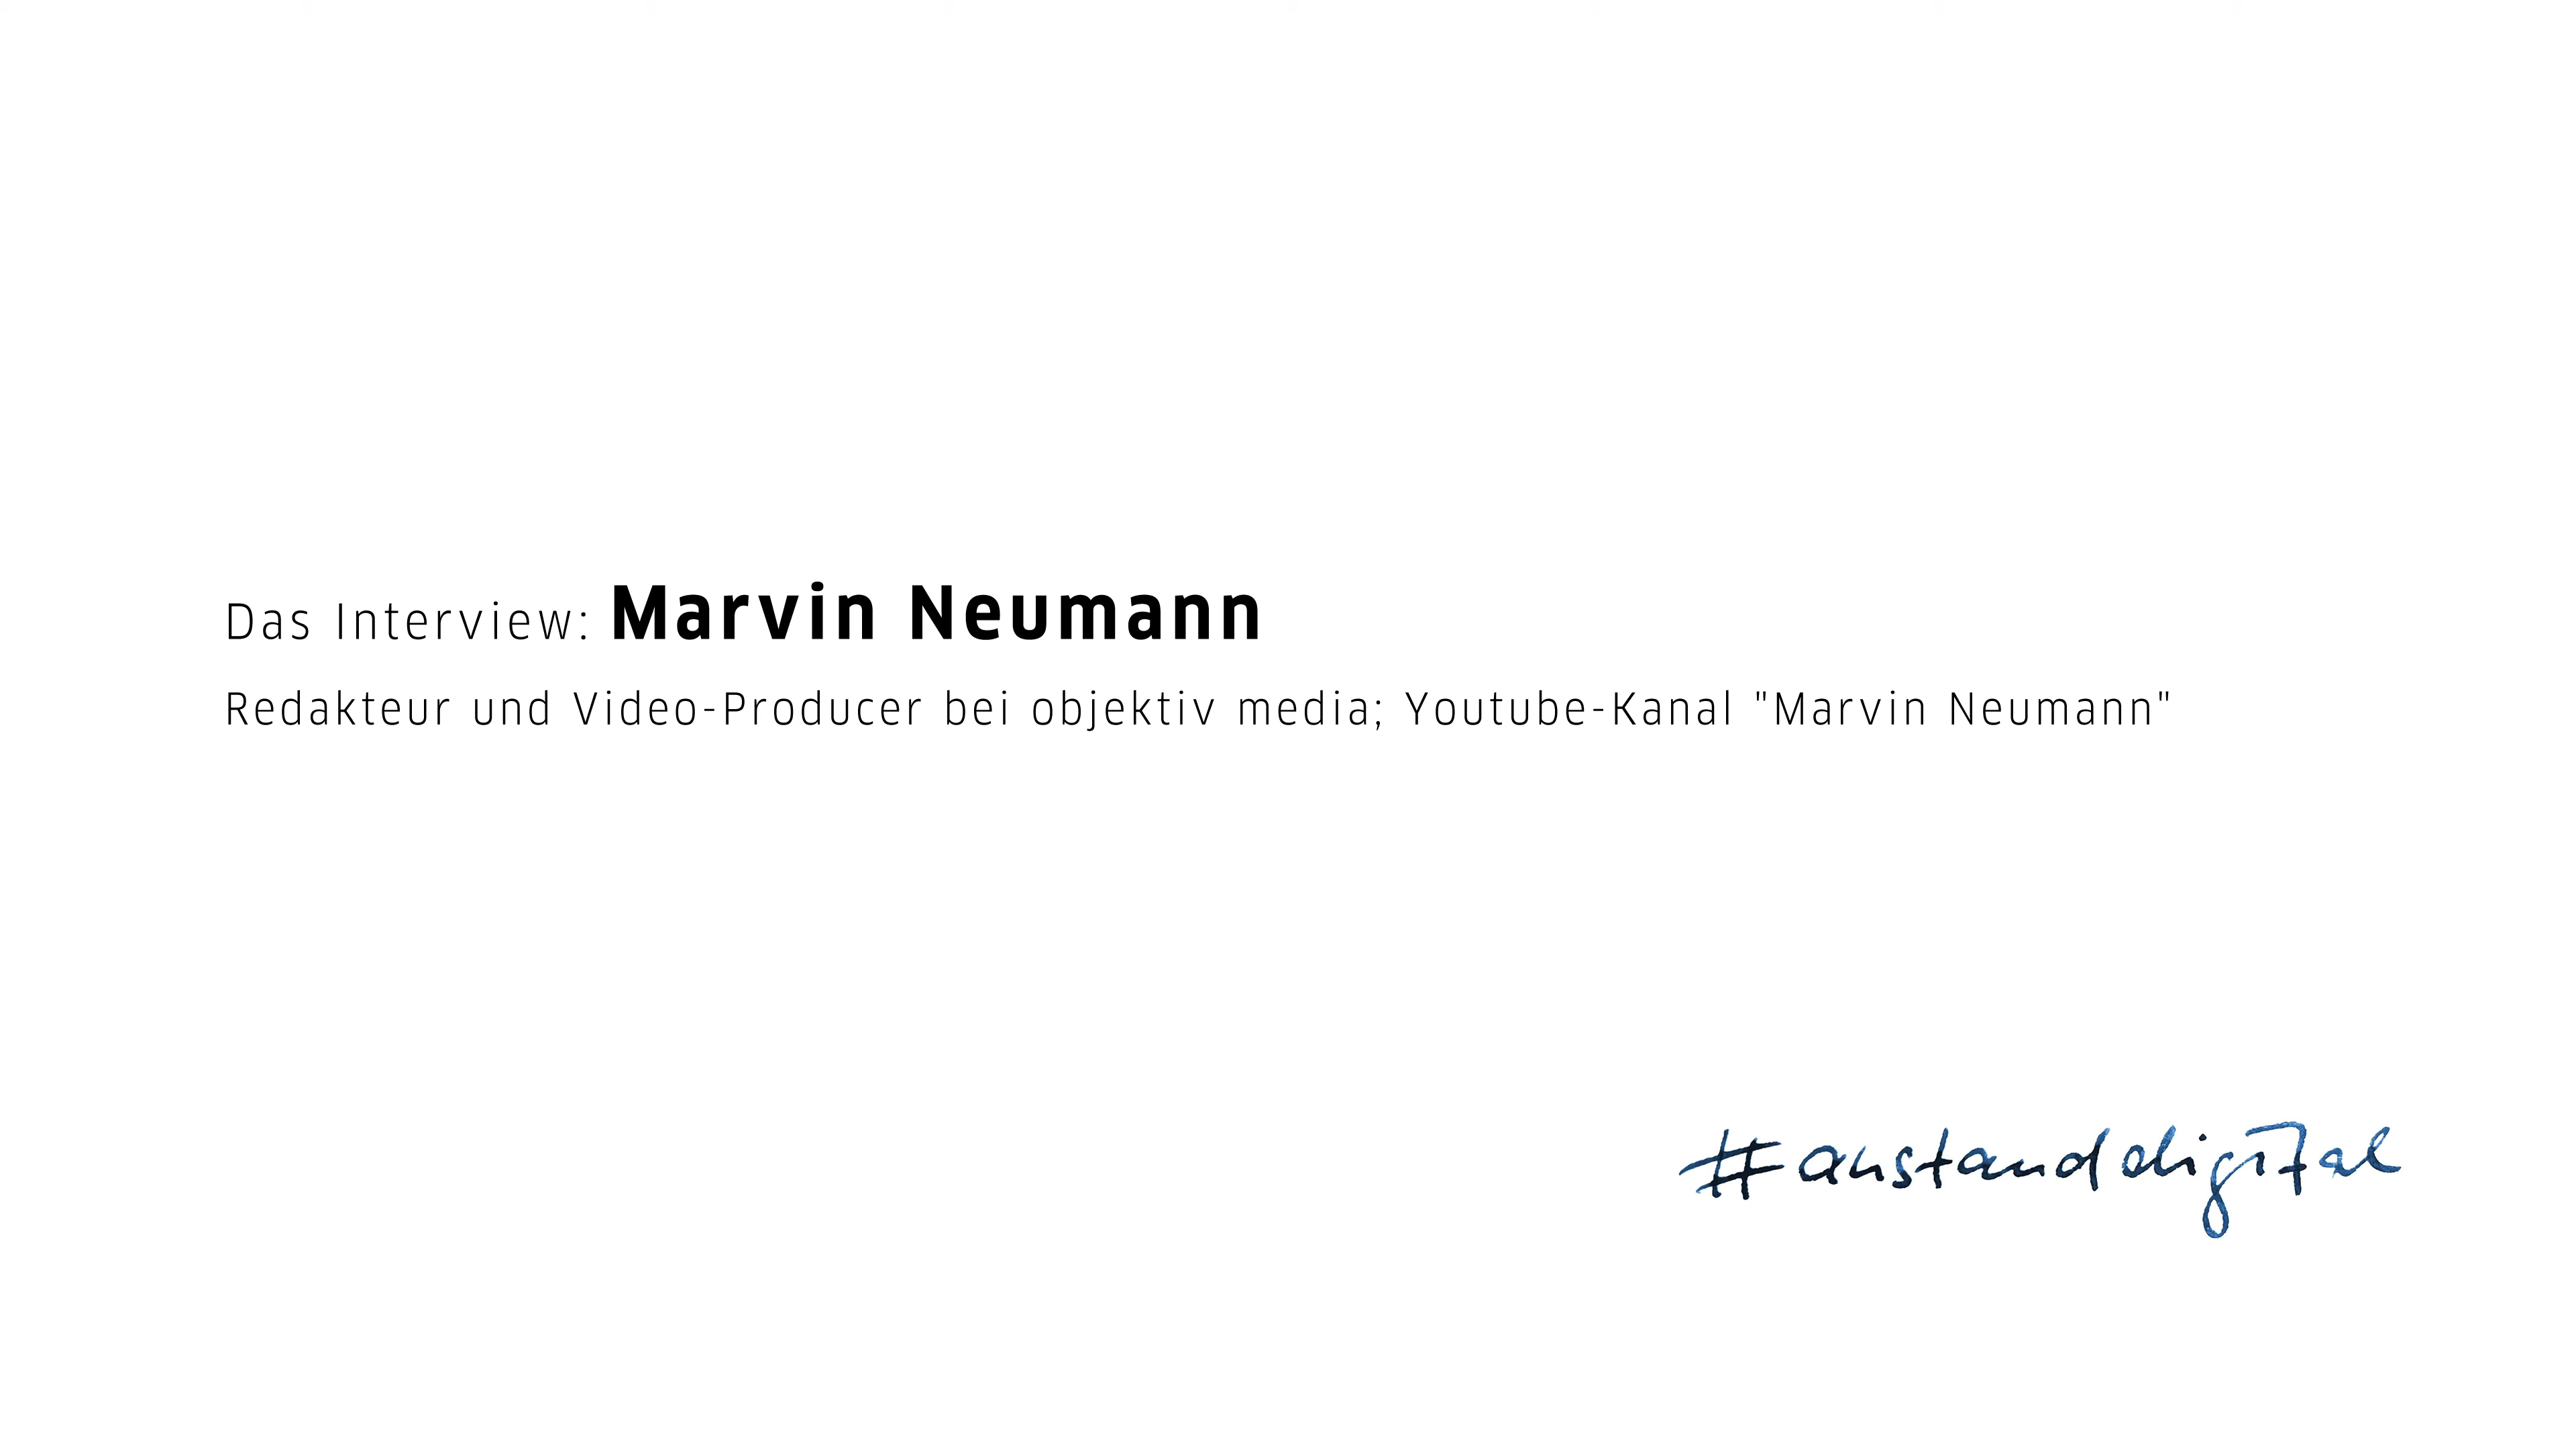 Das Interview: Marvin Neumann
Redakteur und Video-Producer bei objektiv media; Youtube-Kanal "Marvin Neumann"
#anstanddigital